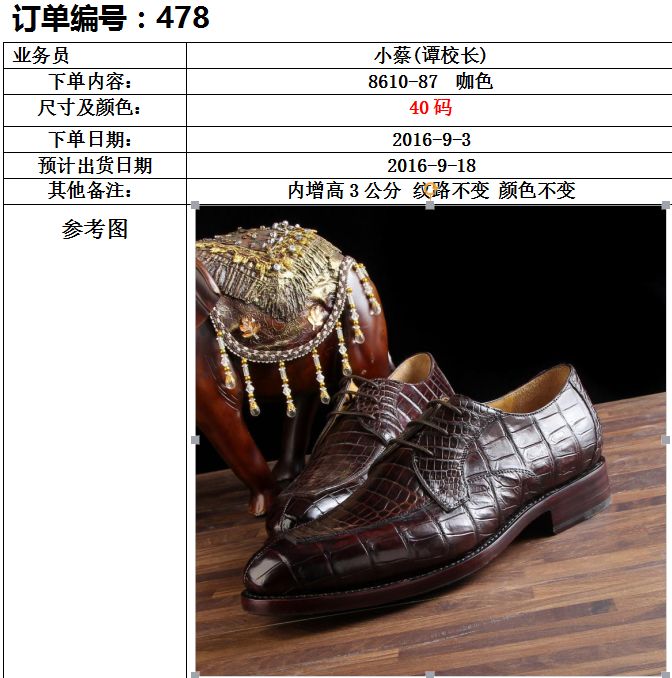 订单编号：478
业务员 小蔡(谭校长)
下单内容： 8610-87 咖色
尺寸及颜色： 40码
下单日期： 2016-9-3
预计出货日期 2016-9-18
其他备注： 内增高3公分 纹路不变 颜色不变
参考图